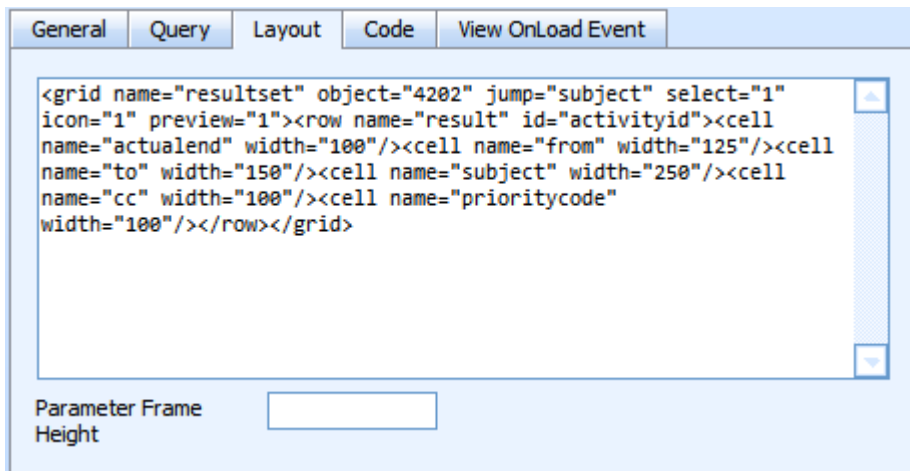 General Query Layout Code View OnLoad Event
<grid name="resultset" object="4202" jump="subject" select="1"
icon="1" preview="1"><row name="result" id="activityid"><cell
name="actualend" width="100"/><cell name="from" width="125"/><cell
name="to" width="150"/><cell name="subject" width="250"/><cell
name="cc" width="100"/><cell name="prioritycode"
width="100"/></row></grid>
Parameter Frame
Height